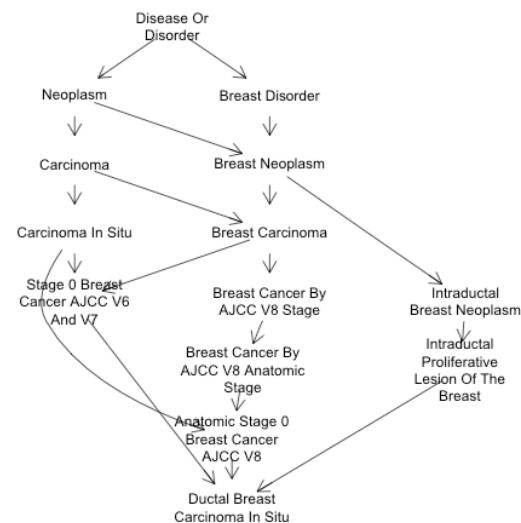 Disease Or
Disorder
Neoplasm
Breast Disorder
Carcinoma
Breast Neoplasm
Carcinoma In Situ
Breast Carcinoma
Stage 0 Breast
Cancer AJCC V6
And V7
Breast Cancer By
AJCC V8 Stage
Intraductal
Breast Neoplasm
Breast Cancer By
AJCC V8 Anatomic
Stage
Intraductal
Proliferative
Lesion Of The
Breast
Anatomic Stage 0
Breast Cancer
AJCC V8
Ductal Breast
Carcinoma In Situ